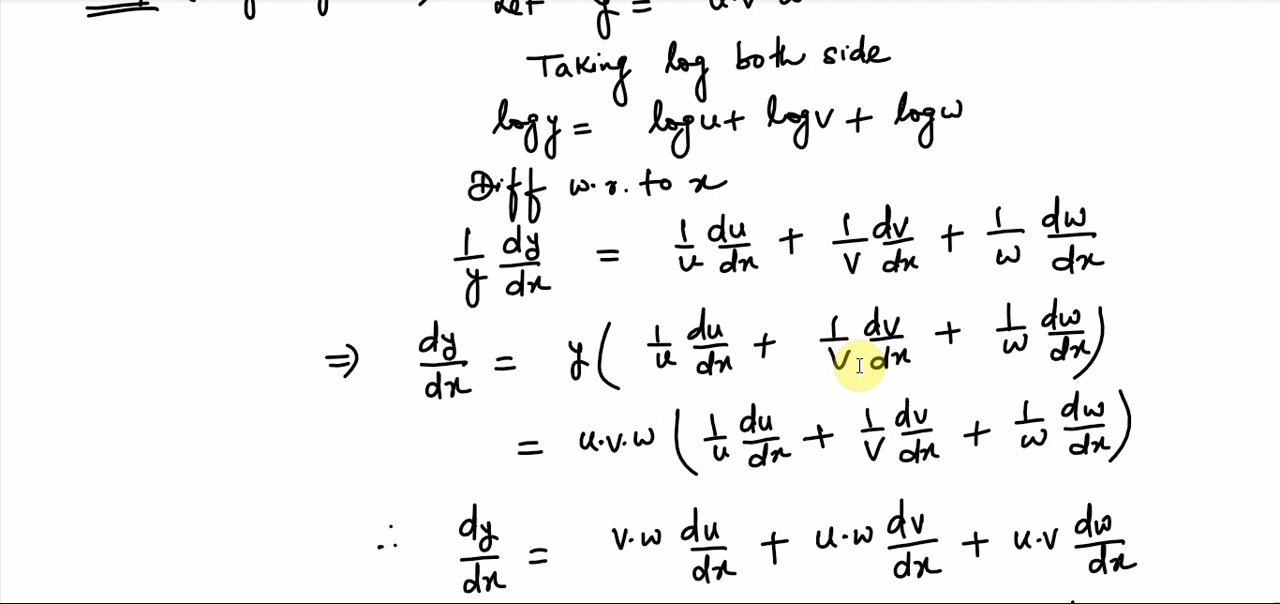 Let y = u.v.w
Taking log both side
log y = log u + log v + log w
Diff w.r. to x
1/y dy/dx = 1/u du/dx + 1/v dv/dx + 1/w dw/dx
⇒ dy/dx = y( 1/u du/dx + 1/v dv/dx + 1/w dw/dx )
= u.v.w ( 1/u du/dx + 1/v dv/dx + 1/w dw/dx )
∴ dy/dx = v.w du/dx + u.w dv/dx + u.v dw/dx